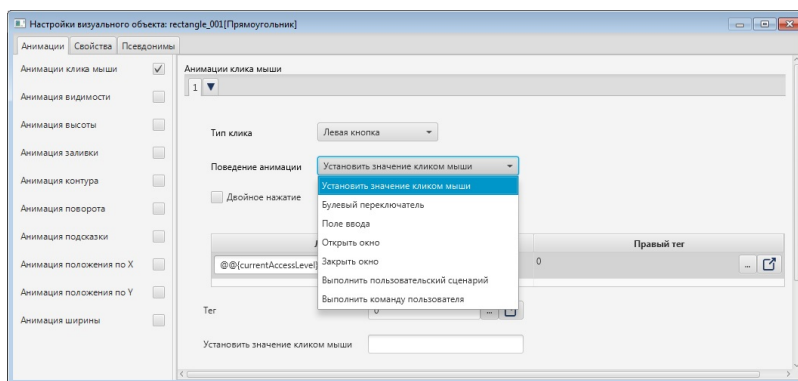 Настройки визуального объекта: rectangle_001[Прямоугольник]
Анимации Свойства Псевдонимы
Анимации клика мыши
Анимация видимости
Анимация высоты
Анимация заливки
Анимация контура
Анимация поворота
Анимация подсказки
Анимация положения по X
Анимация положения по Y
Анимация ширины
Анимации клика мыши
1
Тип клика Левая кнопка
Поведение анимации Установить значение кликом мыши
Установить значение кликом мыши
Булевый переключатель
Поле ввода
Открыть окно
Закрыть окно
Выполнить пользовательский сценарий
Выполнить команду пользователя
Двойное нажатие
Правый тег
@@{currentAccessLevel} 0 ...
Тег 0 ...
Установить значение кликом мыши